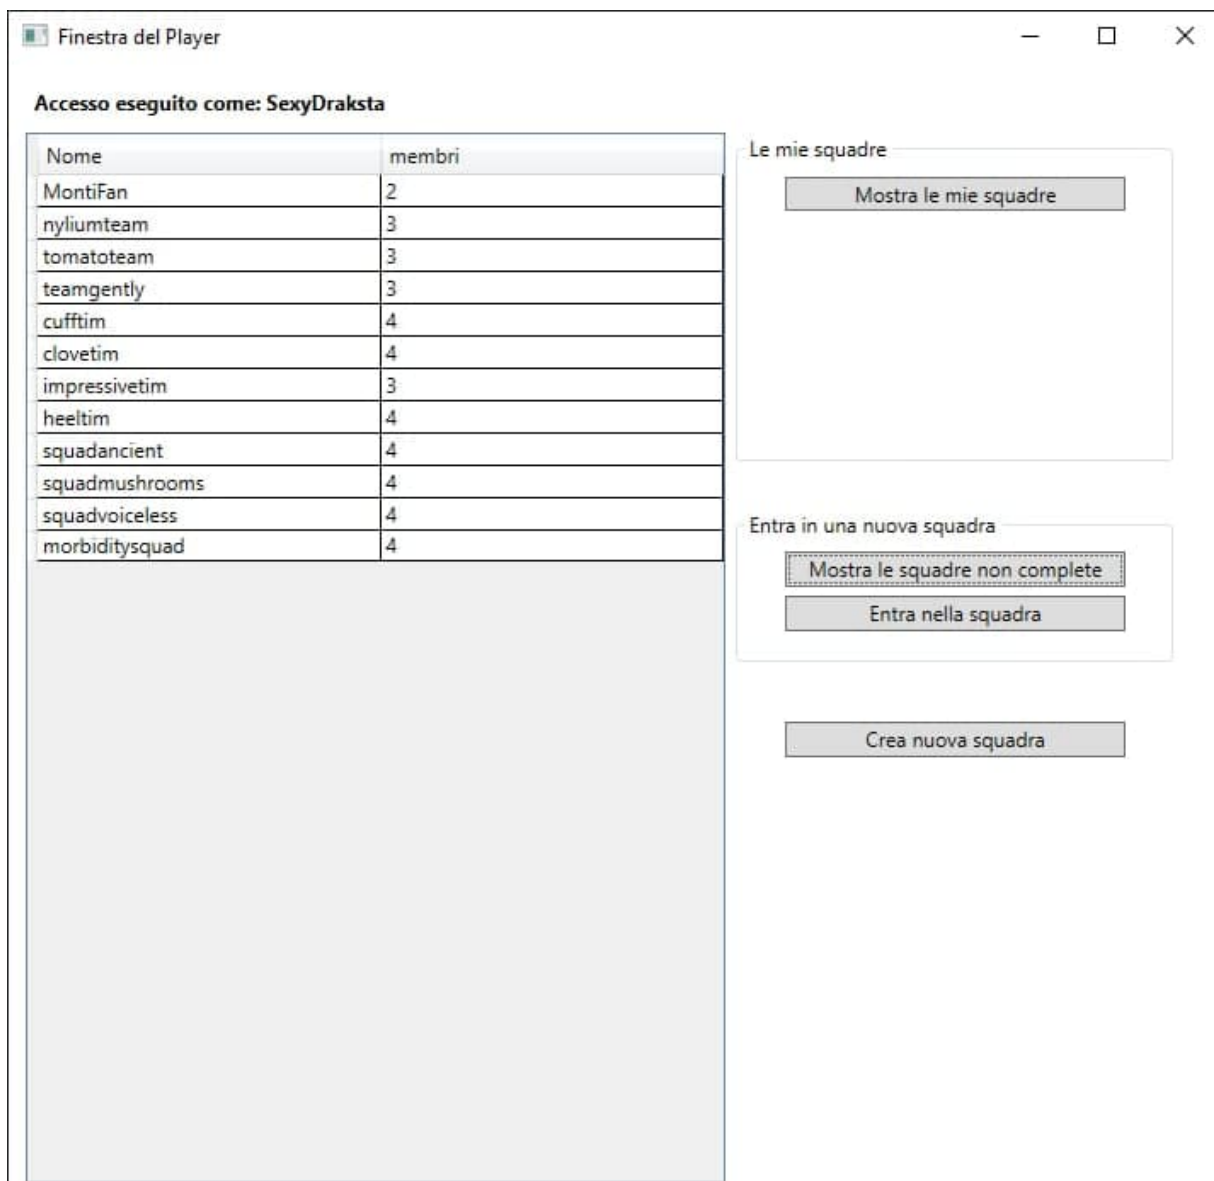 Finestra del Player
Accesso eseguito come: SexyDraksta
Nome membri
MontiFan 2
nyliumteam 3
tomatoteam 3
teamgently 3
cufftim 4
clovetim 4
impressivetim 3
heeltim 4
squadancient 4
squadmushrooms 4
squadvoiceless 4
morbiditysquad 4
Le mie squadre
Mostra le mie squadre
Entra in una nuova squadra
Mostra le squadre non complete
Entra nella squadra
Crea nuova squadra